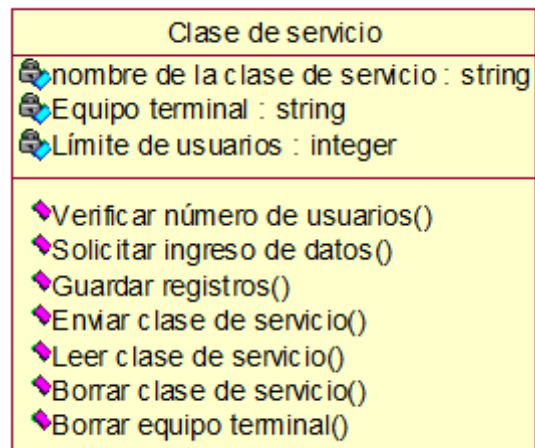 Clase de servicio
nombre de la clase de servicio : string
Equipo terminal : string
Límite de usuarios : integer
Verificar número de usuarios()
Solicitar ingreso de datos()
Guardar registros()
Enviar clase de servicio()
Leer clase de servicio()
Borrar clase de servicio()
Borrar equipo terminal()